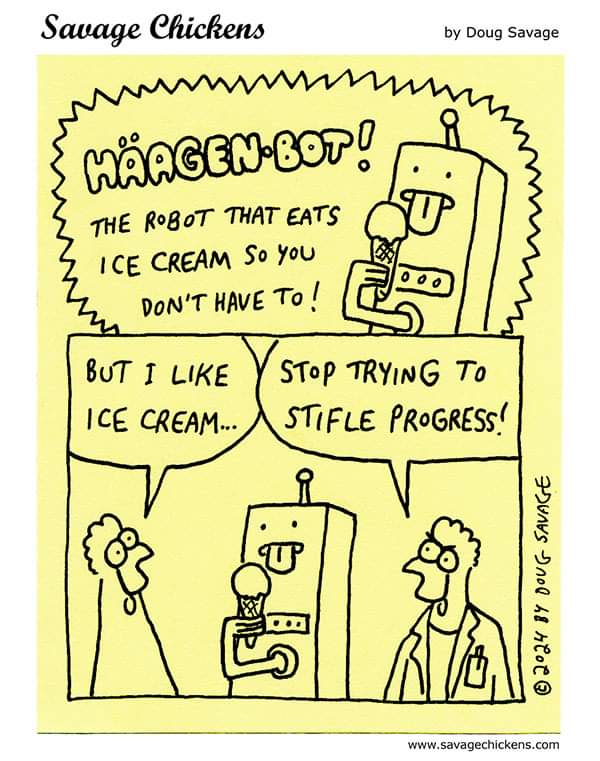 Savage Chickens
by Doug Savage
HÄAGEN-BOT!
THE ROBOT THAT EATS
ICE CREAM SO YOU
DON'T HAVE TO!
BUT I LIKE
ICE CREAM...
STOP TRYING TO
STIFLE PROGRESS!
© 2024 BY DOUG SAVAGE
www.savagechickens.com